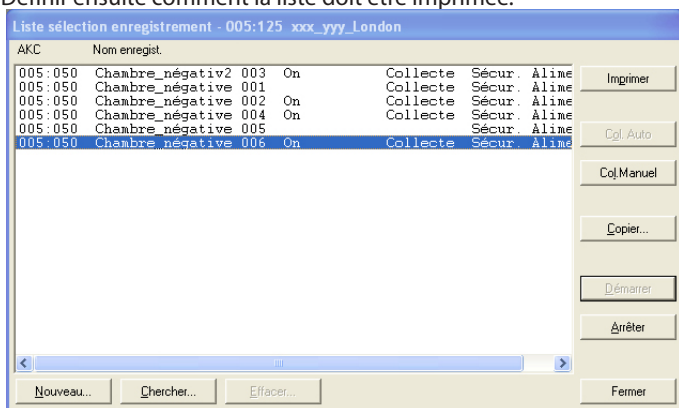 Définir ensuite comment la liste doit être imprimée.
Liste sélection enregistrement - 005:125 xxx_yyy_London
AKC Nom enregist.
005:050 Chambre_négativ2 003 On Collecte Sécur. Alime
005:050 Chambre_négative 001 Collecte Sécur. Alime
005:050 Chambre_négative 002 On Collecte Sécur. Alime
005:050 Chambre_négative 004 On Collecte Sécur. Alime
005:050 Chambre_négative 005 Sécur. Alime
005:050 Chambre_négative 006 On Collecte Sécur. Alime
Imprimer
Col. Auto
Col.Manuel
Copier...
Démarrer
Arrêter
Nouveau... Chercher... Effacer... Fermer